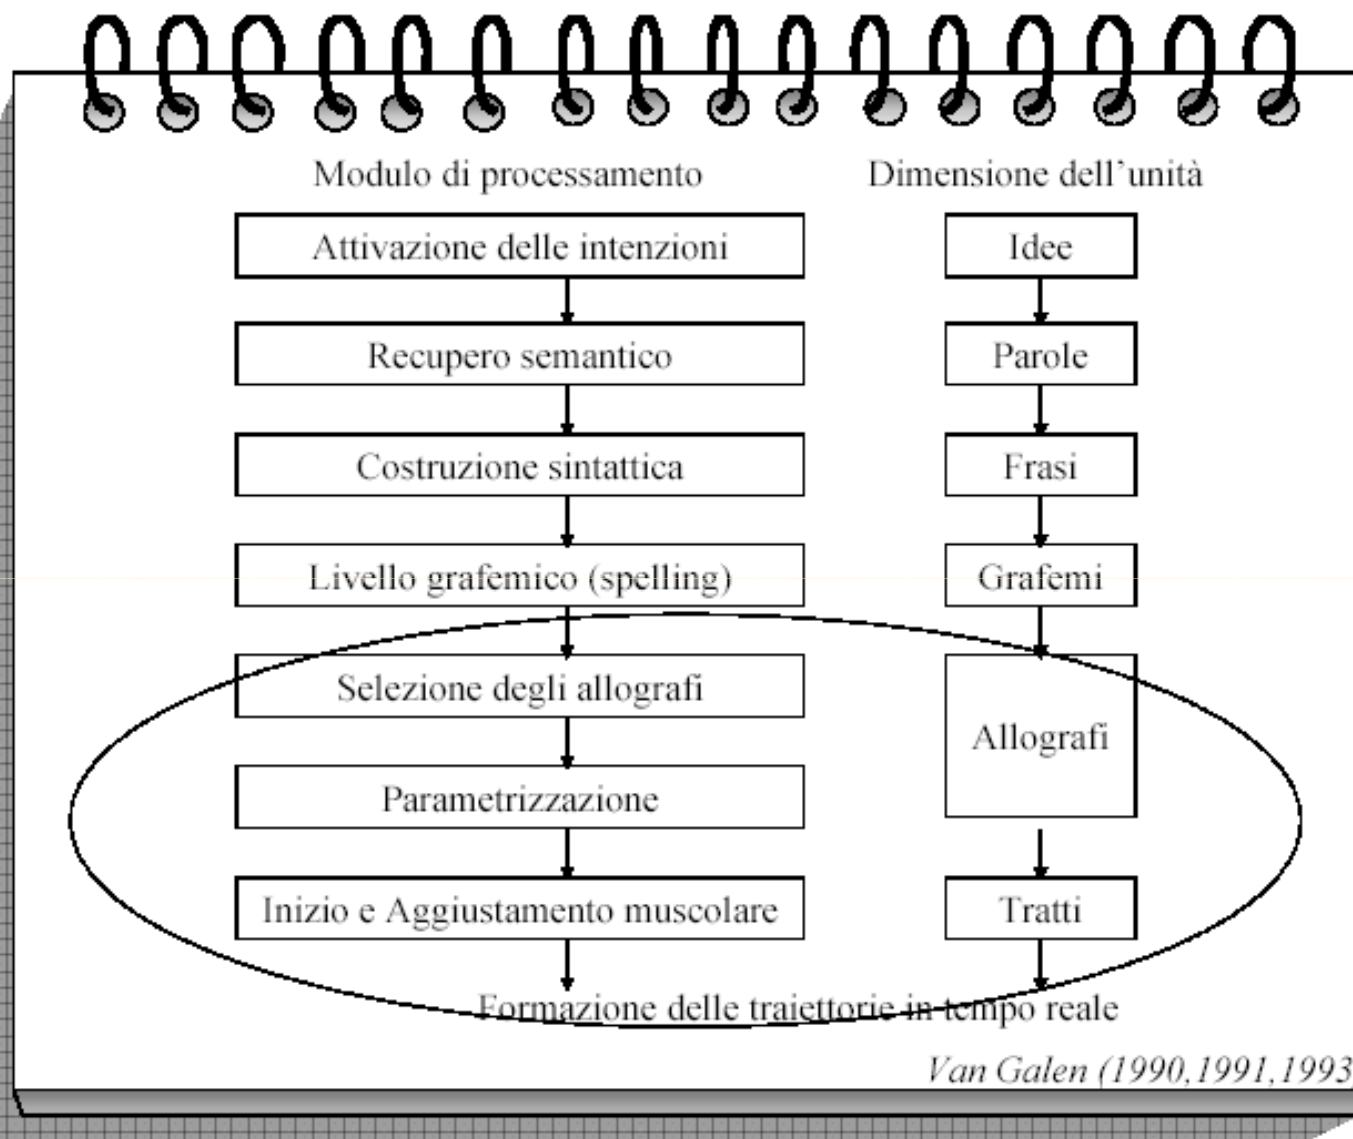 Modulo di processamento Dimensione dell'unità
Attivazione delle intenzioni Idee
Recupero semantico Parole
Costruzione sintattica Frasi
Livello grafemico (spelling) Grafemi
Selezione degli allografi
Allografi
Parametrizzazione
Inizio e Aggiustamento muscolare Tratti
Formazione delle traiettorie in tempo reale
Van Galen (1990,1991,1993